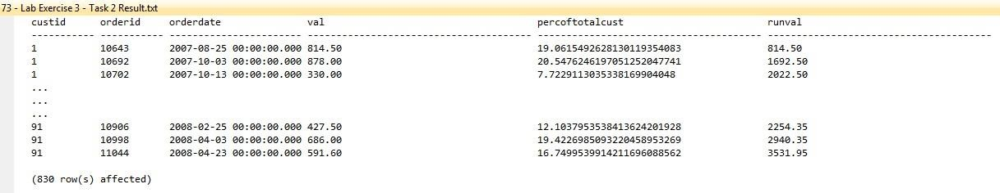 73 - Lab Exercise 3 - Task 2 Result.txt
custid orderid orderdate val percoftotalcust runval
----------- ----------- ----------------------- --------------------------------------- --------------------------------------- ---------------------------------------
1 10643 2007-08-25 00:00:00.000 814.50 19.0615492628130119354083 814.50
1 10692 2007-10-03 00:00:00.000 878.00 20.5476246197051252047741 1692.50
1 10702 2007-10-13 00:00:00.000 330.00 7.7229113035338169904048 2022.50
...
...
...
91 10906 2008-02-25 00:00:00.000 427.50 12.1037953538413624201928 2254.35
91 10998 2008-04-03 00:00:00.000 686.00 19.4226985093220458953269 2940.35
91 11044 2008-04-23 00:00:00.000 591.60 16.7499539914211696088562 3531.95
(830 row(s) affected)